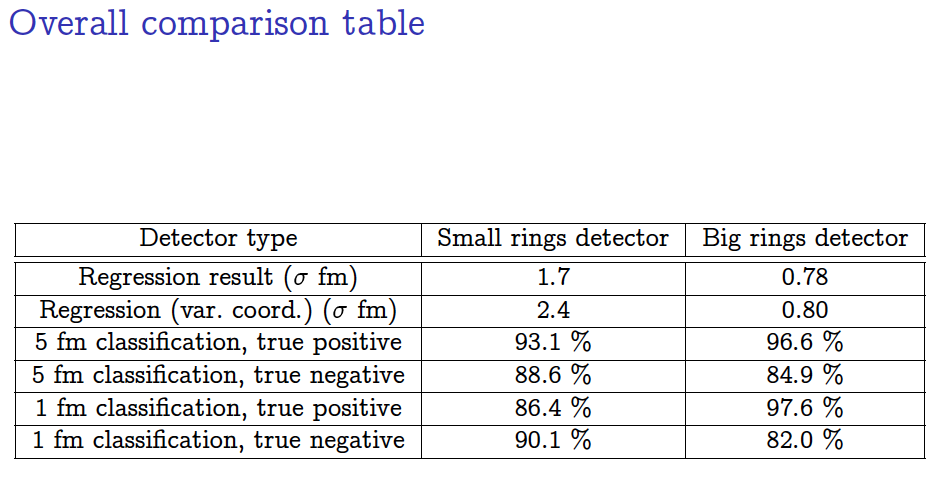 Overall comparison table
Detector type Small rings detector Big rings detector
Regression result (σ fm) 1.7 0.78
Regression (var. coord.) (σ fm) 2.4 0.80
5 fm classification, true positive 93.1 % 96.6 %
5 fm classification, true negative 88.6 % 84.9 %
1 fm classification, true positive 86.4 % 97.6 %
1 fm classification, true negative 90.1 % 82.0 %